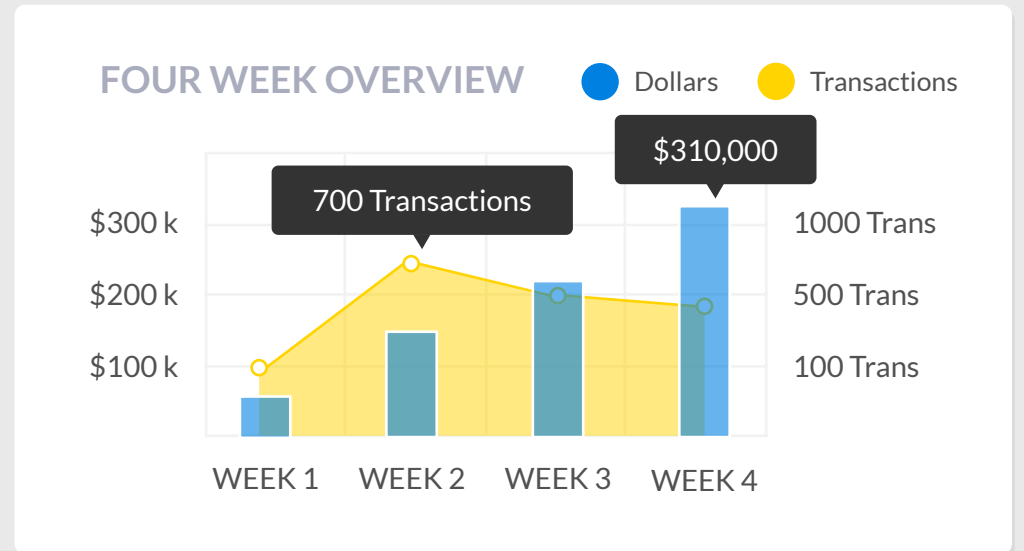 FOUR WEEK OVERVIEW
Dollars
Transactions
$310,000
700 Transactions
$300 k
1000 Trans
$200 k
500 Trans
$100 k
100 Trans
WEEK 1
WEEK 2
WEEK 3
WEEK 4